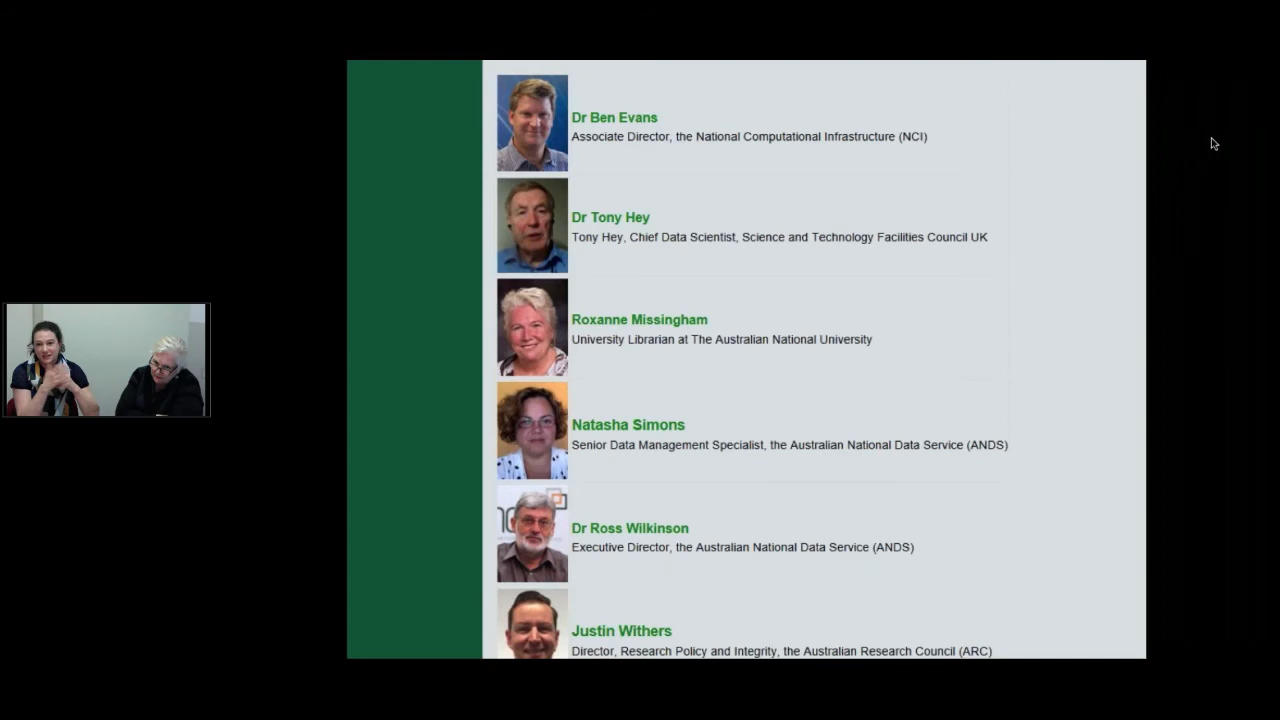 Dr Ben Evans
Associate Director, the National Computational Infrastructure (NCI)
Dr Tony Hey
Tony Hey, Chief Data Scientist, Science and Technology Facilities Council UK
Roxanne Missingham
University Librarian at The Australian National University
Natasha Simons
Senior Data Management Specialist, the Australian National Data Service (ANDS)
Dr Ross Wilkinson
Executive Director, the Australian National Data Service (ANDS)
Justin Withers
Director, Research Policy and Integrity, the Australian Research Council (ARC)